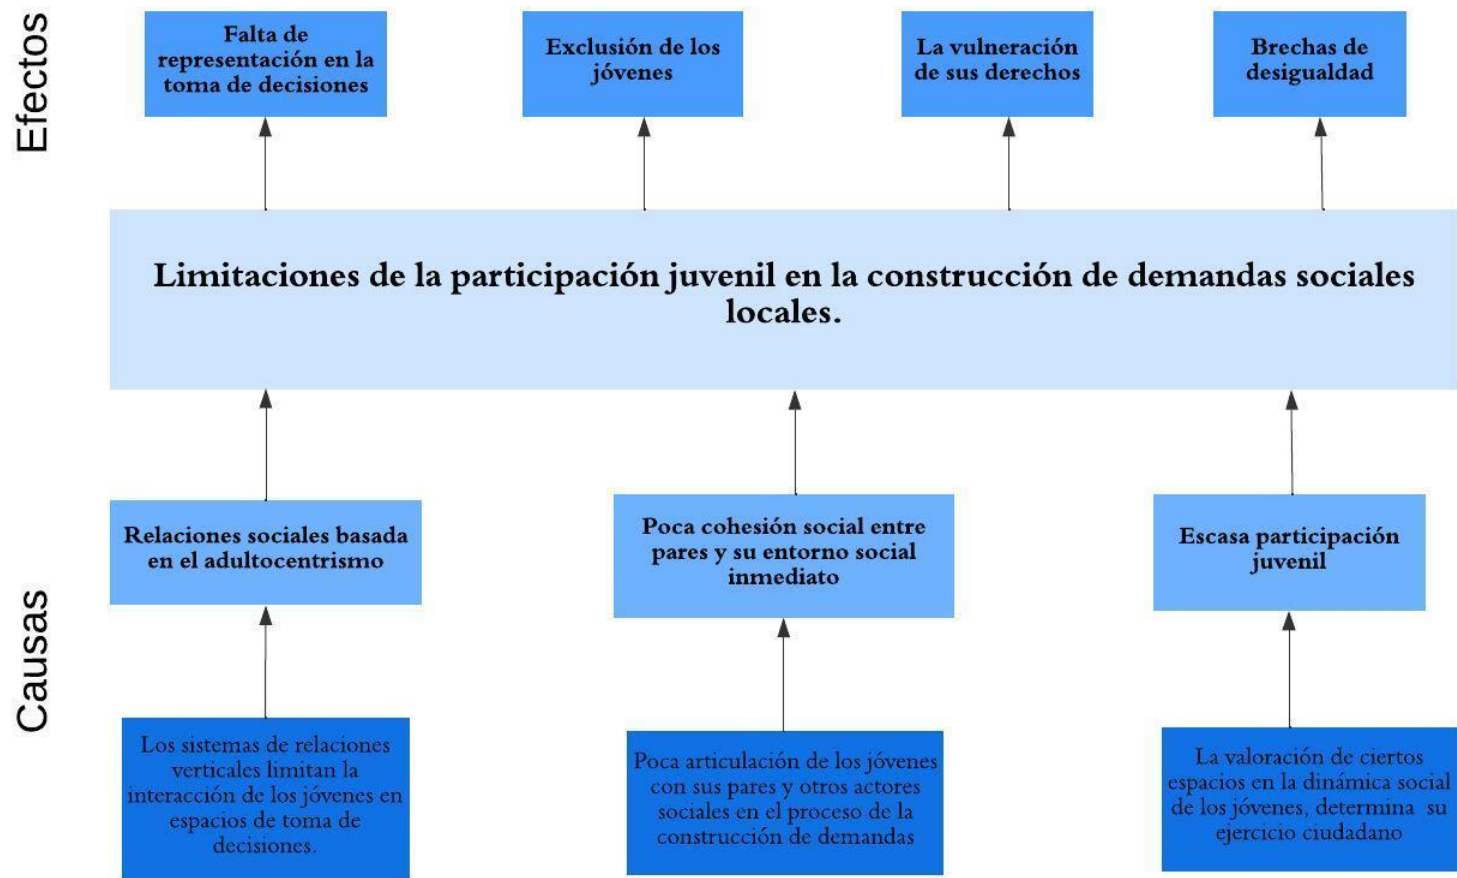 Efectos
Falta de
representación en la
toma de decisiones
Exclusión de los
jóvenes
La vulneración
de sus derechos
Brechas de
desigualdad
Limitaciones de la participación juvenil en la construcción de demandas sociales
locales.
Causas
Relaciones sociales basada
en el adultocentrismo
Poca cohesión social entre
pares y su entorno social
inmediato
Escasa participación
juvenil
Los sistemas de relaciones
verticales limitan la
interacción de los jóvenes en
espacios de toma de
decisiones.
Poca articulación de los jóvenes
con sus pares y otros actores
sociales en el proceso de la
construcción de demandas
La valoración de ciertos
espacios en la dinámica social
de los jóvenes, determina su
ejercicio ciudadano